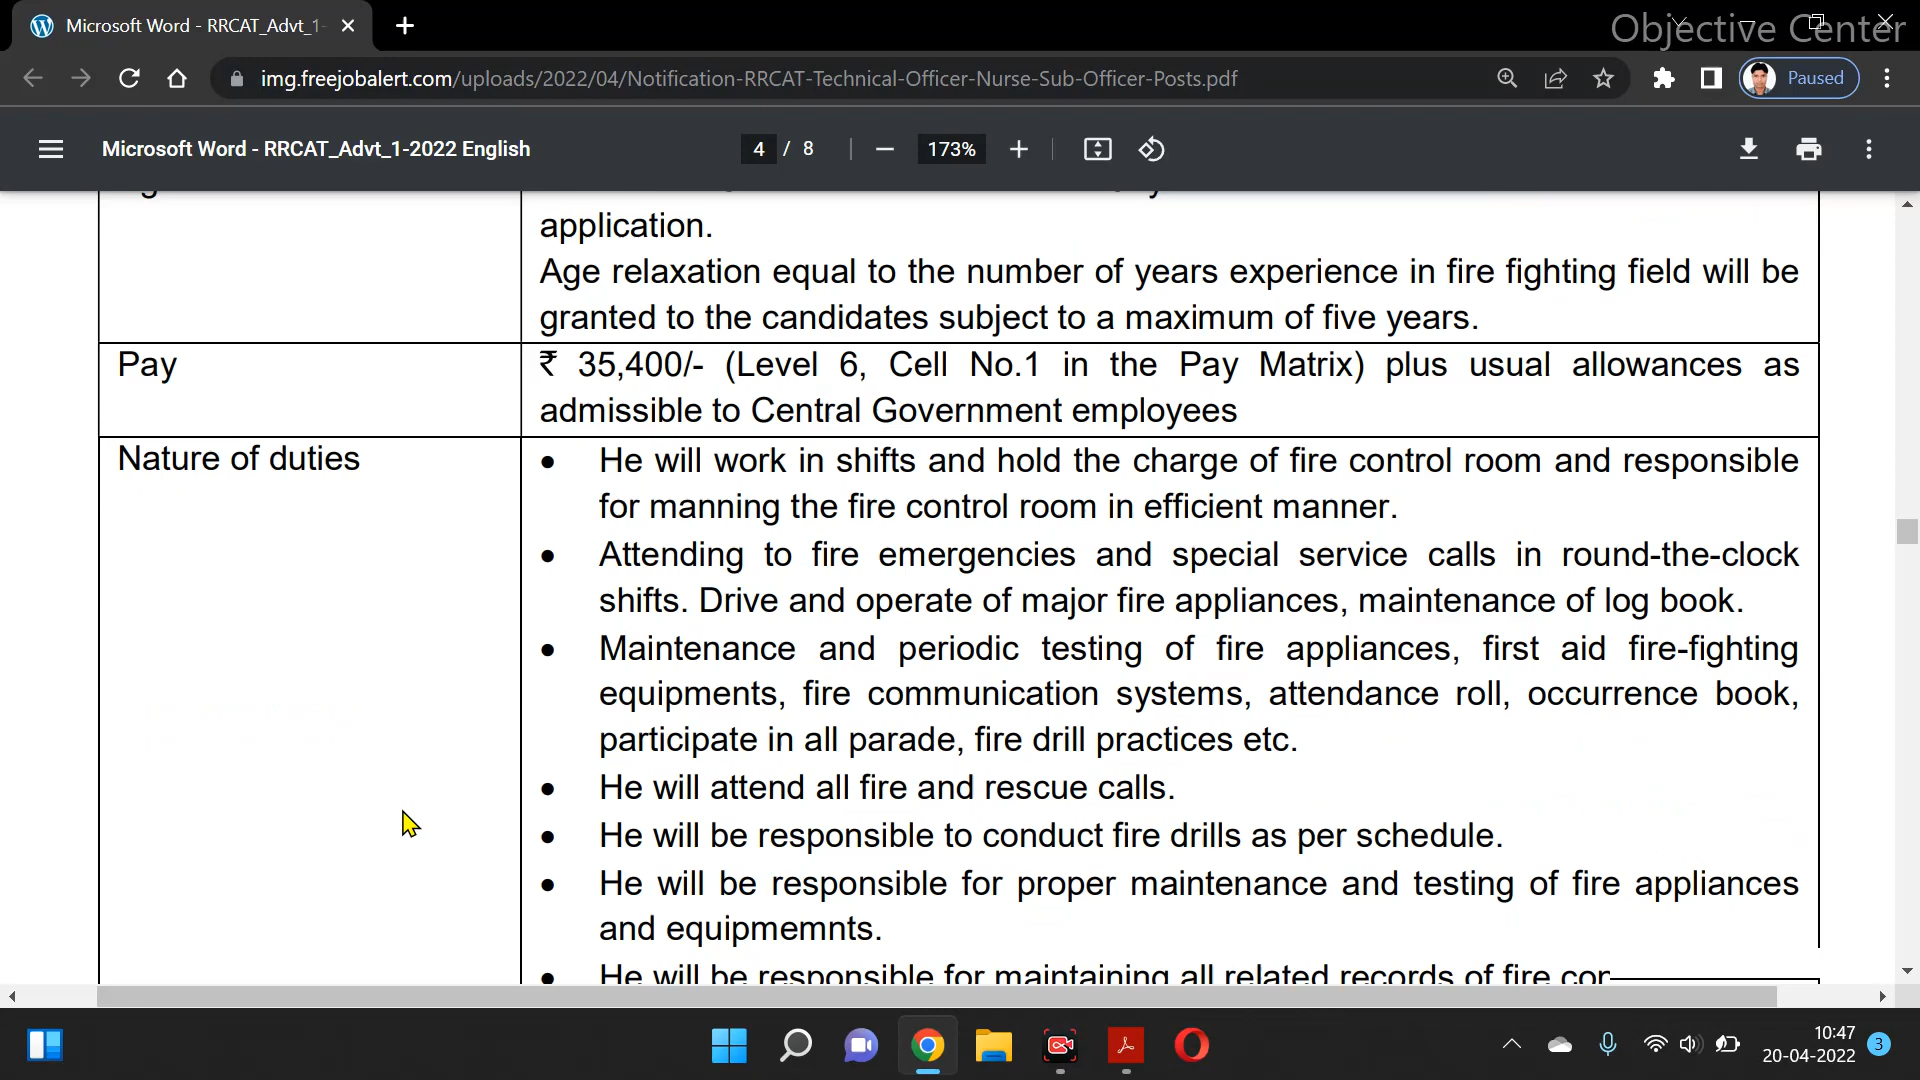 Microsoft Word - RRCAT_Advt_1-
Objective Center
img.freejobalert.com/uploads/2022/04/Notification-RRCAT-Technical-Officer-Nurse-Sub-Officer-Posts.pdf
Paused
Microsoft Word - RRCAT_Advt_1-2022 English
4 / 8
173%
application.
Age relaxation equal to the number of years experience in fire fighting field will be
granted to the candidates subject to a maximum of five years.
Pay
₹ 35,400/- (Level 6, Cell No.1 in the Pay Matrix) plus usual allowances as
admissible to Central Government employees
Nature of duties
• He will work in shifts and hold the charge of fire control room and responsible
for manning the fire control room in efficient manner.
• Attending to fire emergencies and special service calls in round-the-clock
shifts. Drive and operate of major fire appliances, maintenance of log book.
• Maintenance and periodic testing of fire appliances, first aid fire-fighting
equipments, fire communication systems, attendance roll, occurrence book,
participate in all parade, fire drill practices etc.
• He will attend all fire and rescue calls.
• He will be responsible to conduct fire drills as per schedule.
• He will be responsible for proper maintenance and testing of fire appliances
and equipmemnts.
• He will be responsible for maintaining all related records of fire
10:47
20-04-2022
3